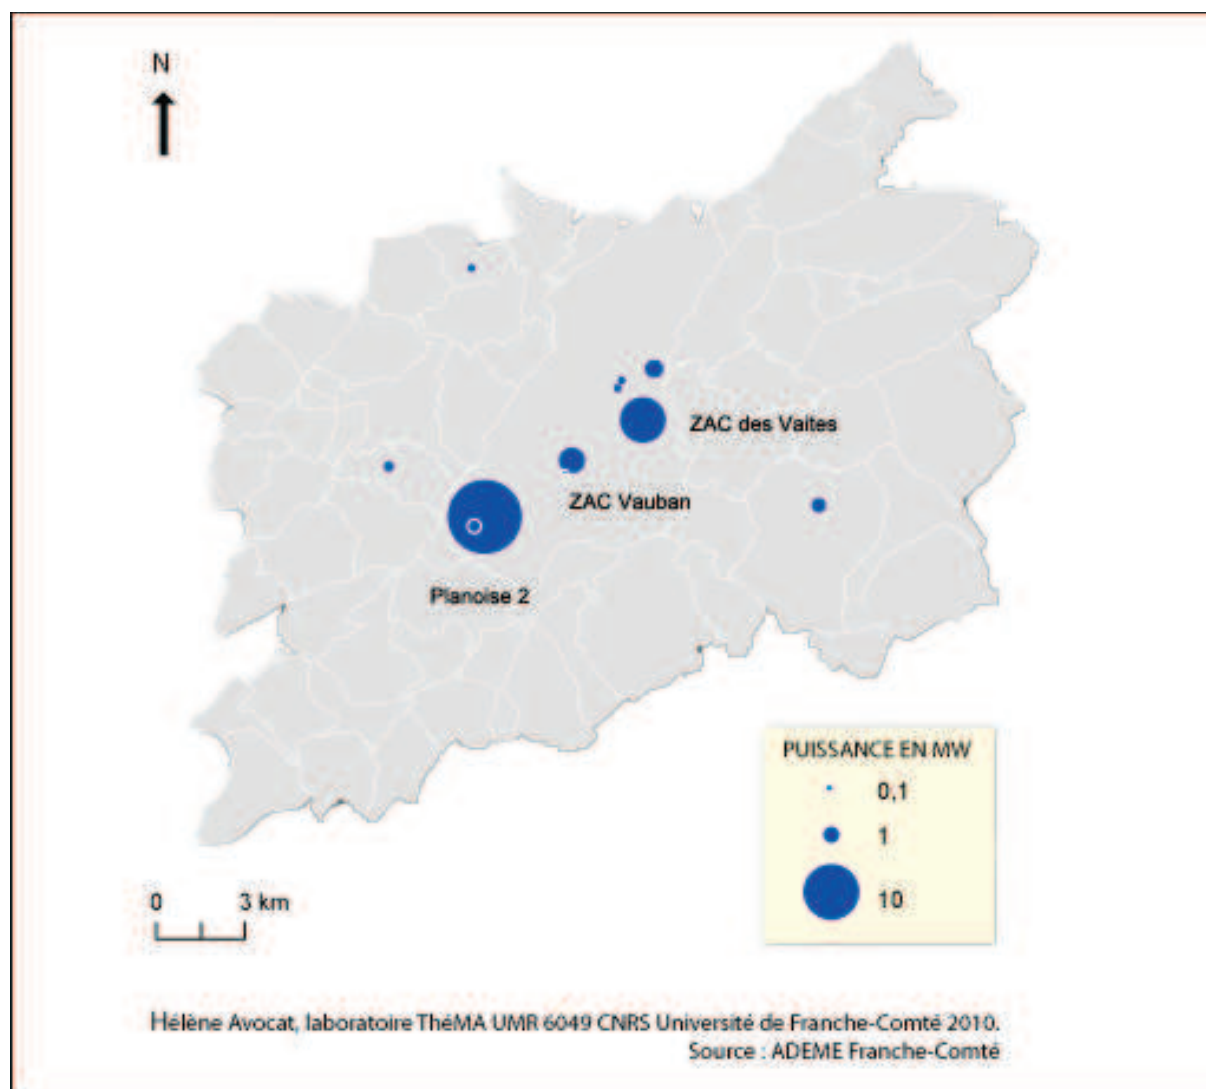 N
ZAC des Vaites
ZAC Vauban
Planoise 2
PUISSANCE EN MW
0,1
1
10
0 3 km
Hélène Avocat, laboratoire ThéMA UMR 6049 CNRS Université de Franche-Comté 2010.
Source : ADEME Franche-Comté